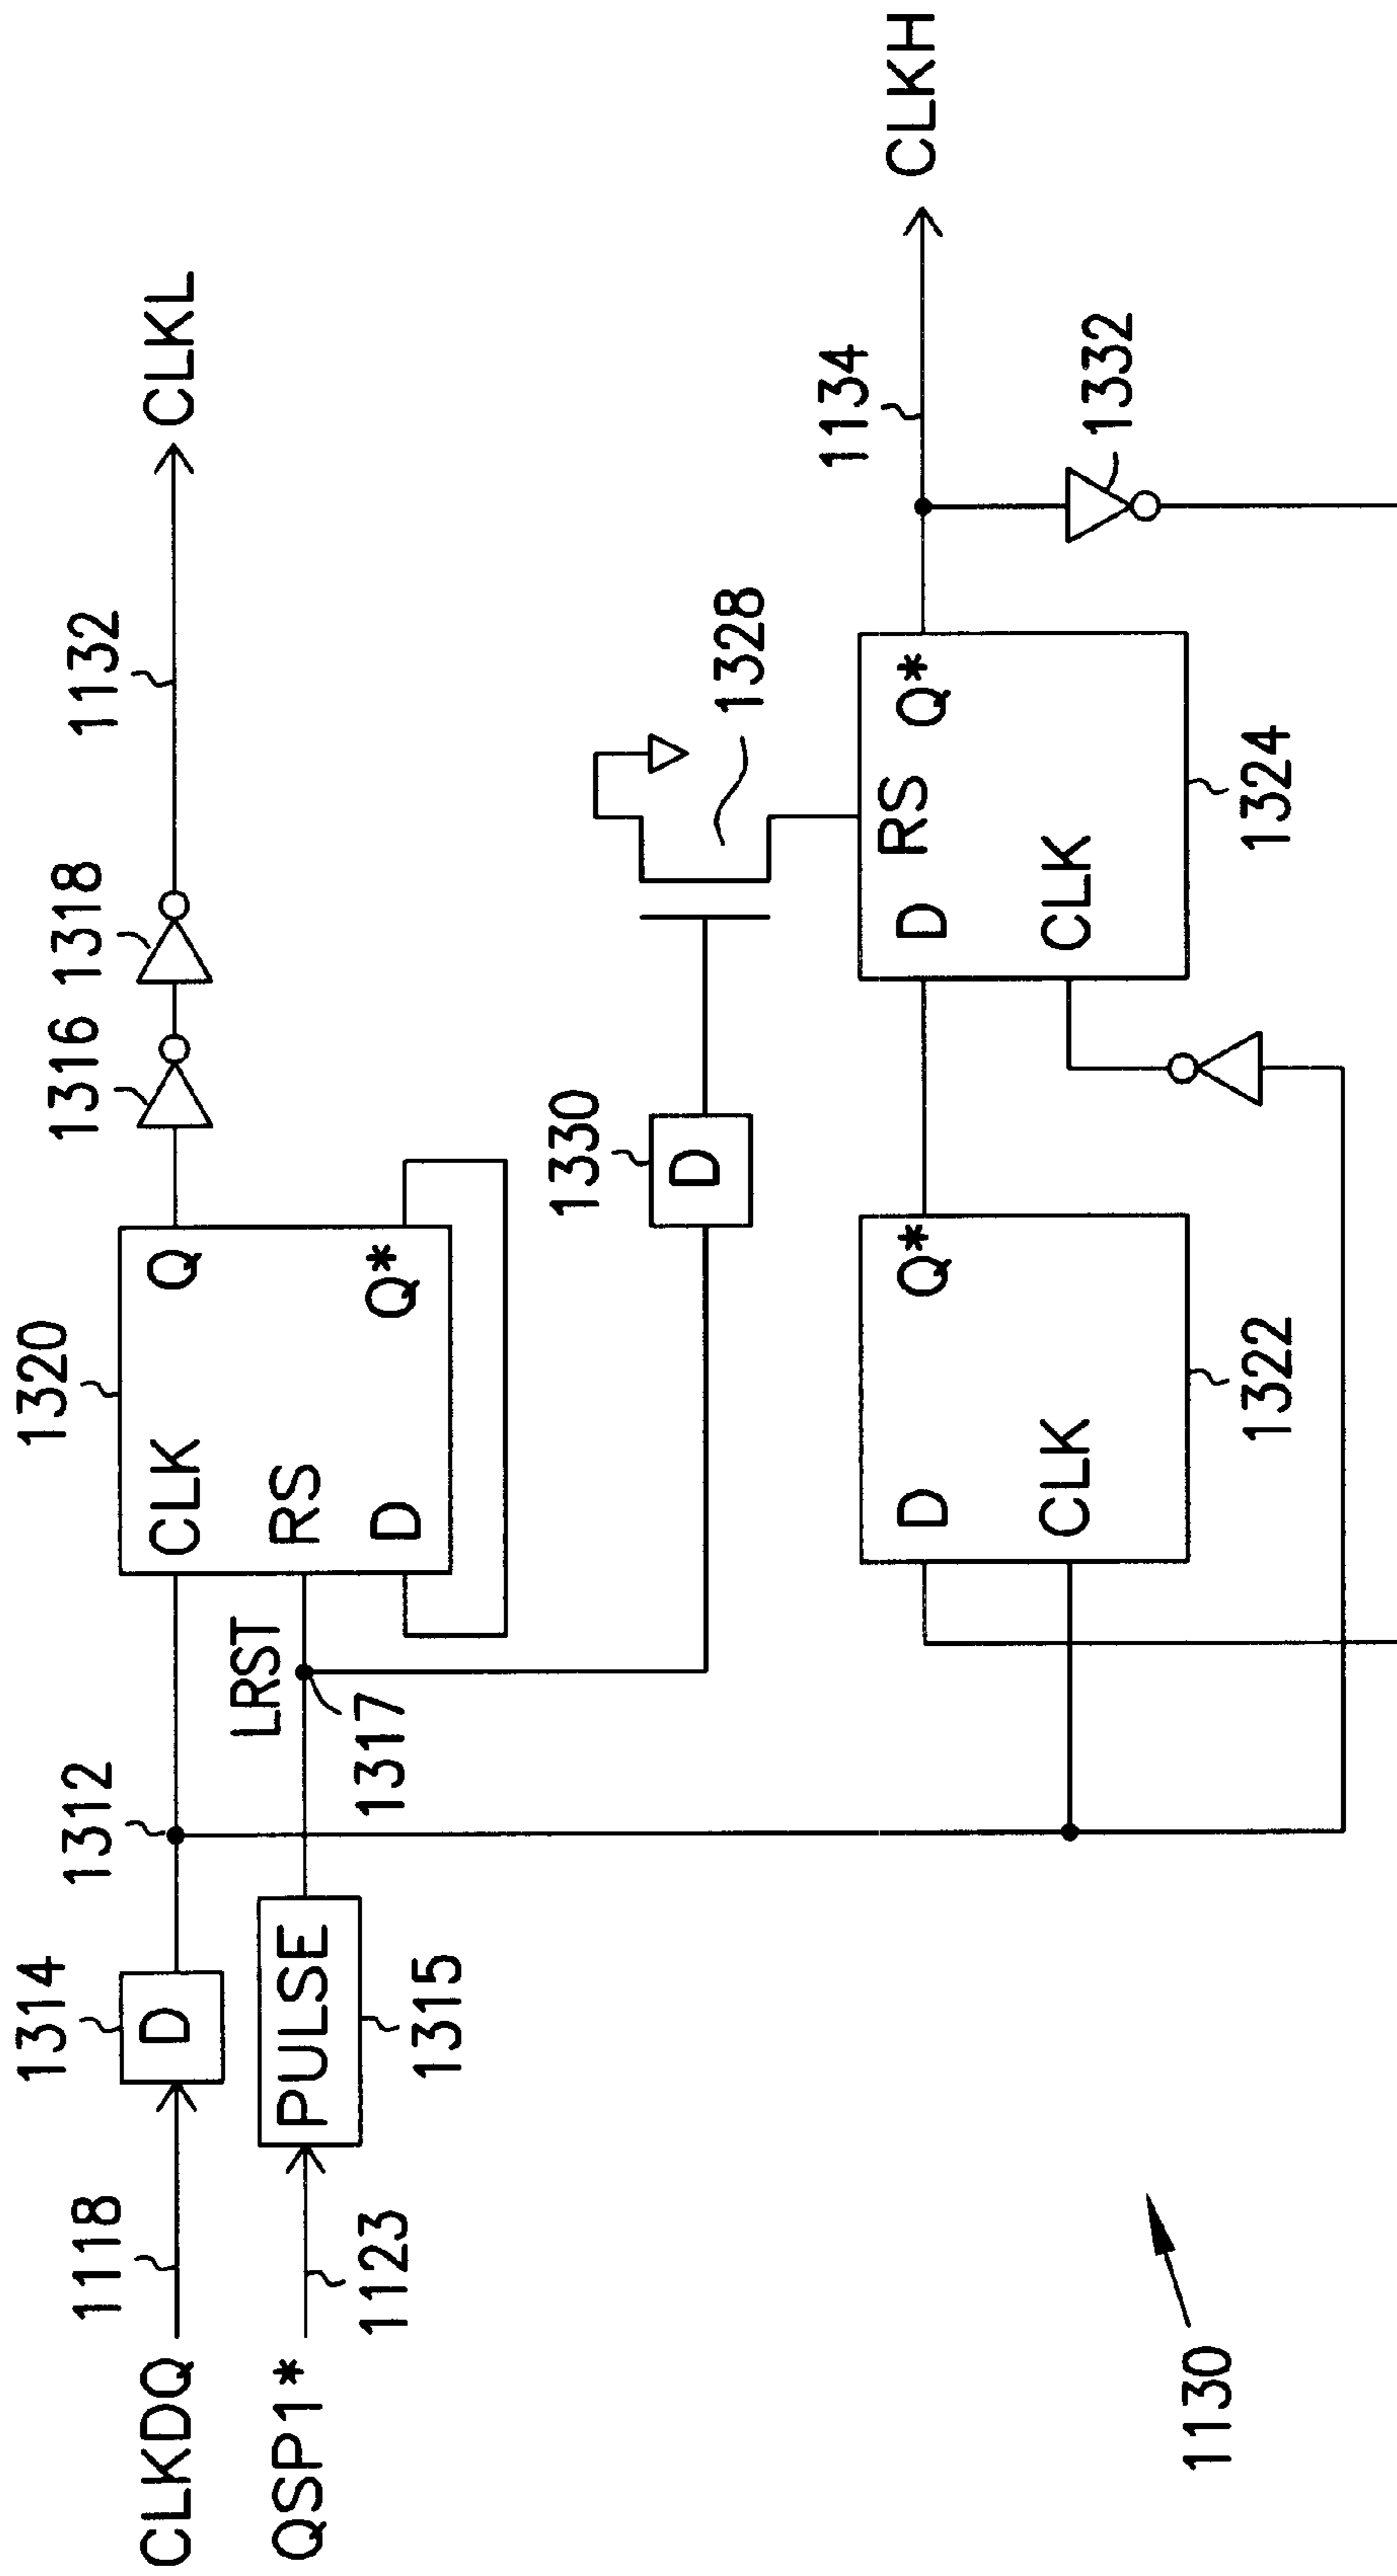 1320
1314
1312
1316
1318
1132
CLKDQ
1118
D
CLK
Q
CLKL
QSP1*
1123
PULSE
LRST
RS
1315
1317
D
Q*
1330
D
1328
1134
CLKH
D
Q*
D
RS
Q*
CLK
CLK
1332
1322
1324
1130